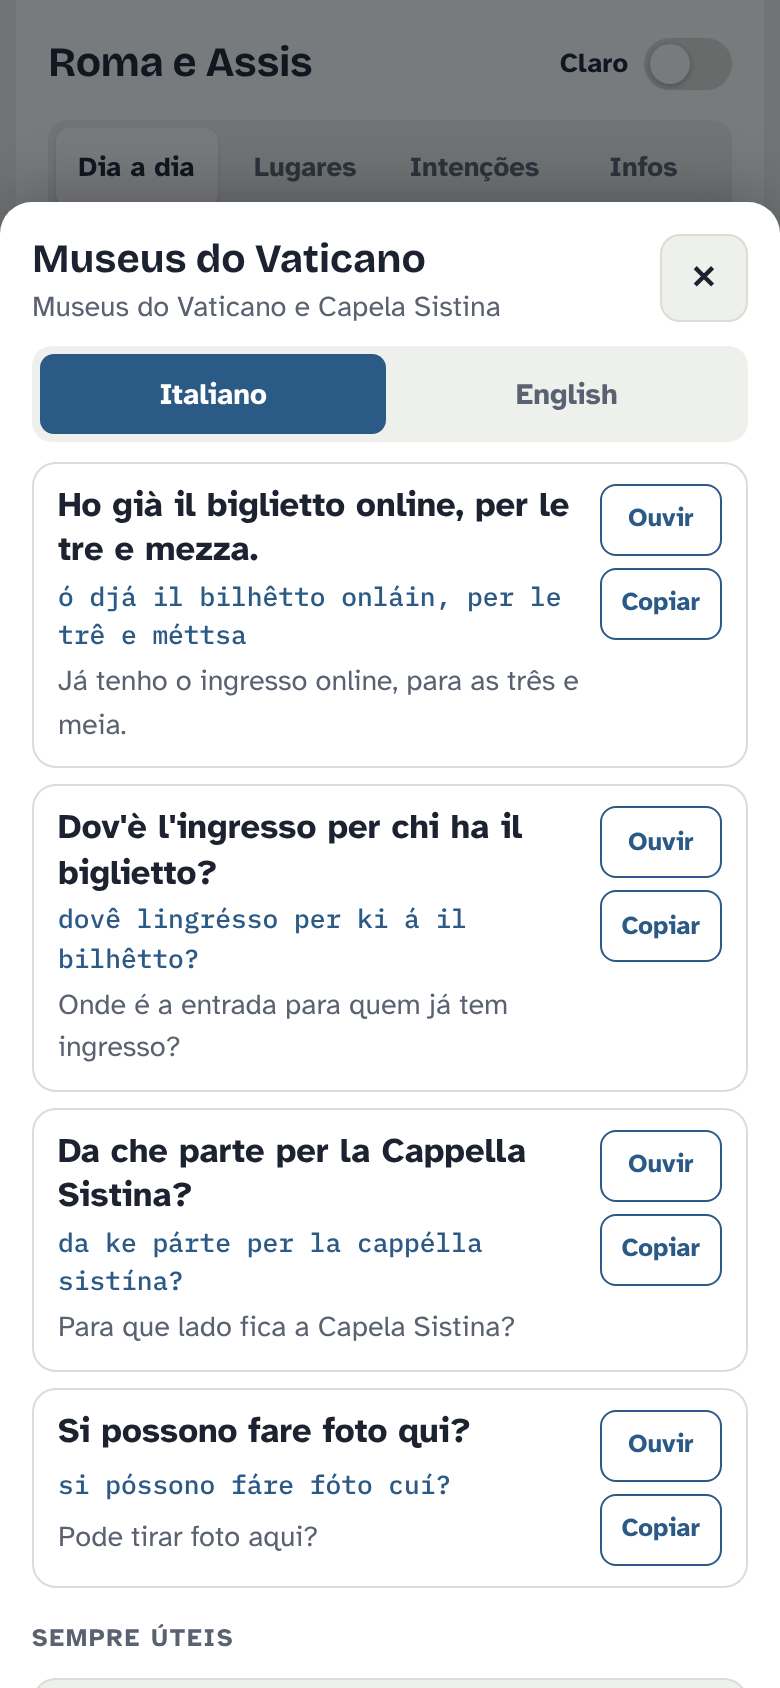 Roma e Assis
Claro
Dia a dia
Lugares
Intenções
Infos
Museus do Vaticano
Museus do Vaticano e Capela Sistina
✕
Italiano
English
Ho già il biglietto online, per le
tre e mezza.
ó djá il bilhêtto onláin, per le
trê e méttsa
Já tenho o ingresso online, para as três e
meia.
Ouvir
Copiar
Dov'è l'ingresso per chi ha il
biglietto?
dovê lingrésso per ki á il
bilhêtto?
Onde é a entrada para quem já tem
ingresso?
Ouvir
Copiar
Da che parte per la Cappella
Sistina?
da ke párte per la cappélla
sistína?
Para que lado fica a Capela Sistina?
Ouvir
Copiar
Si possono fare foto qui?
si póssono fáre fóto cuí?
Pode tirar foto aqui?
Ouvir
Copiar
SEMPRE ÚTEIS